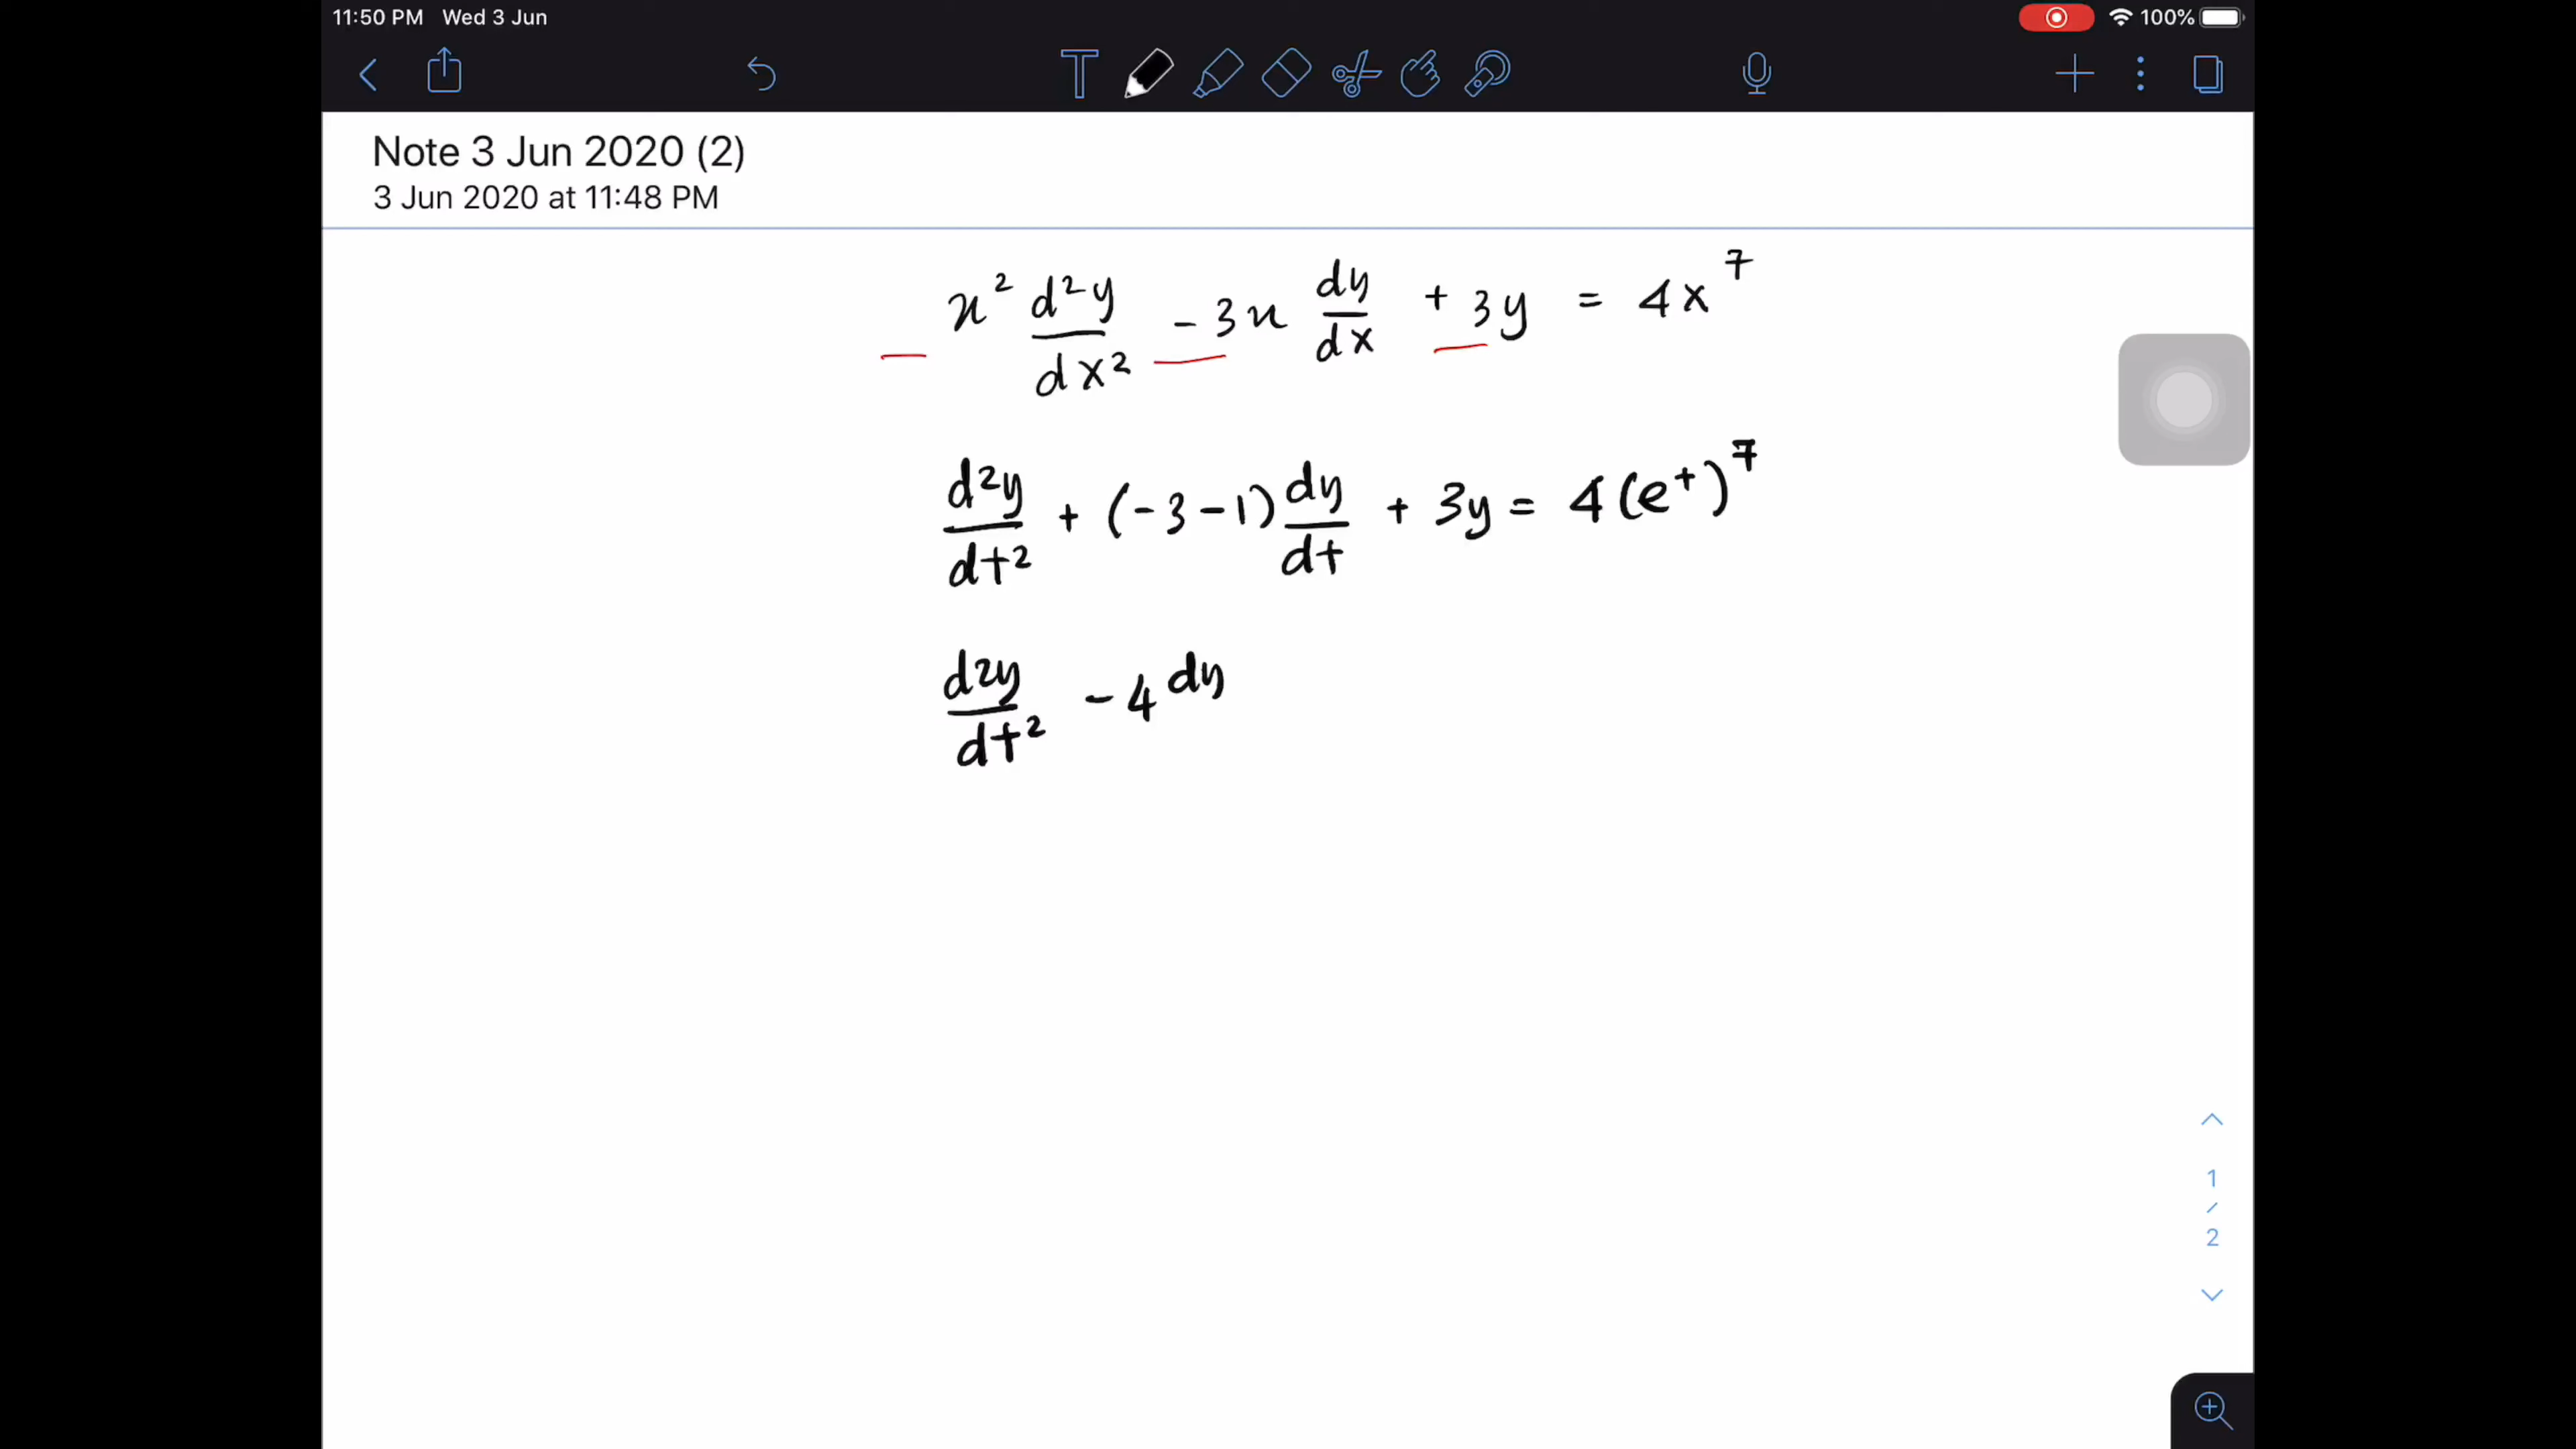 11:50 PM Wed 3 Jun 100%
T
Note 3 Jun 2020 (2)
3 Jun 2020 at 11:48 PM
x² d²y/dx² - 3x dy/dx + 3y = 4x⁷
d²y/dt² + (-3-1) dy/dt + 3y = 4(eᵗ)⁷
d²y/dt² - 4 dy
1
/
2